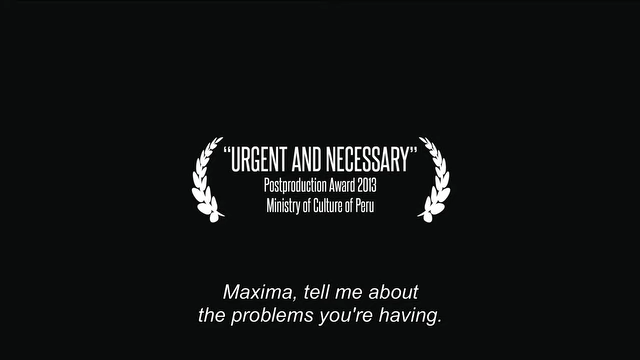 “URGENT AND NECESSARY”
Postproduction Award 2013
Ministry of Culture of Peru
Maxima, tell me about
the problems you're having.